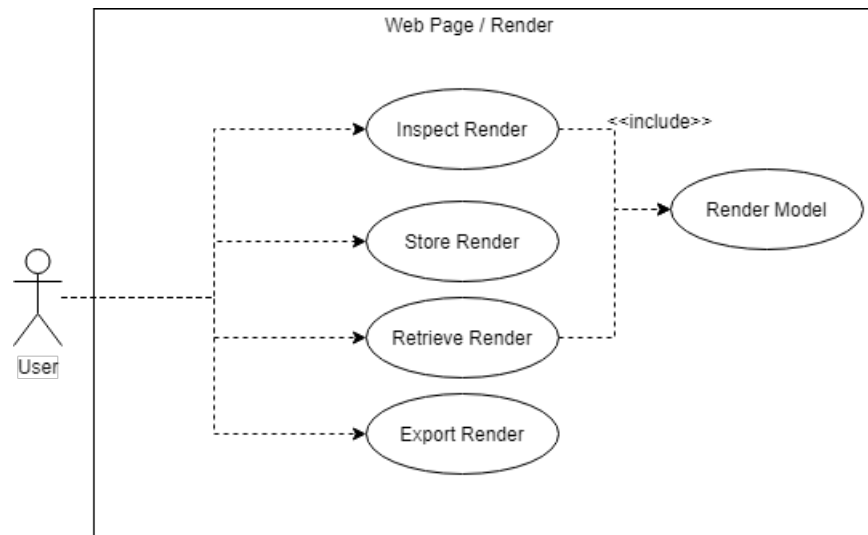 Web Page / Render
Inspect Render
<<include>>
Render Model
Store Render
Retrieve Render
User
Export Render